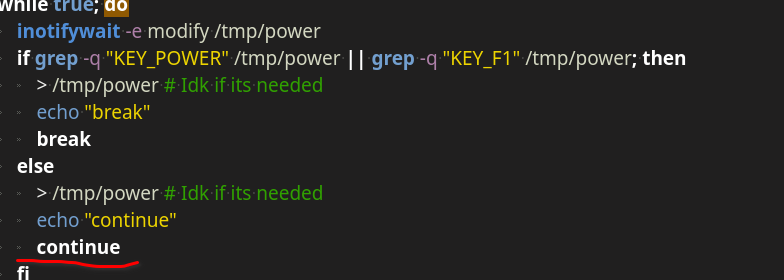 while true; do
inotifywait -e modify /tmp/power
if grep -q "KEY_POWER" /tmp/power || grep -q "KEY_F1" /tmp/power; then
> /tmp/power # Idk if its needed
echo "break"
break
else
> /tmp/power # Idk if its needed
echo "continue"
continue
fi